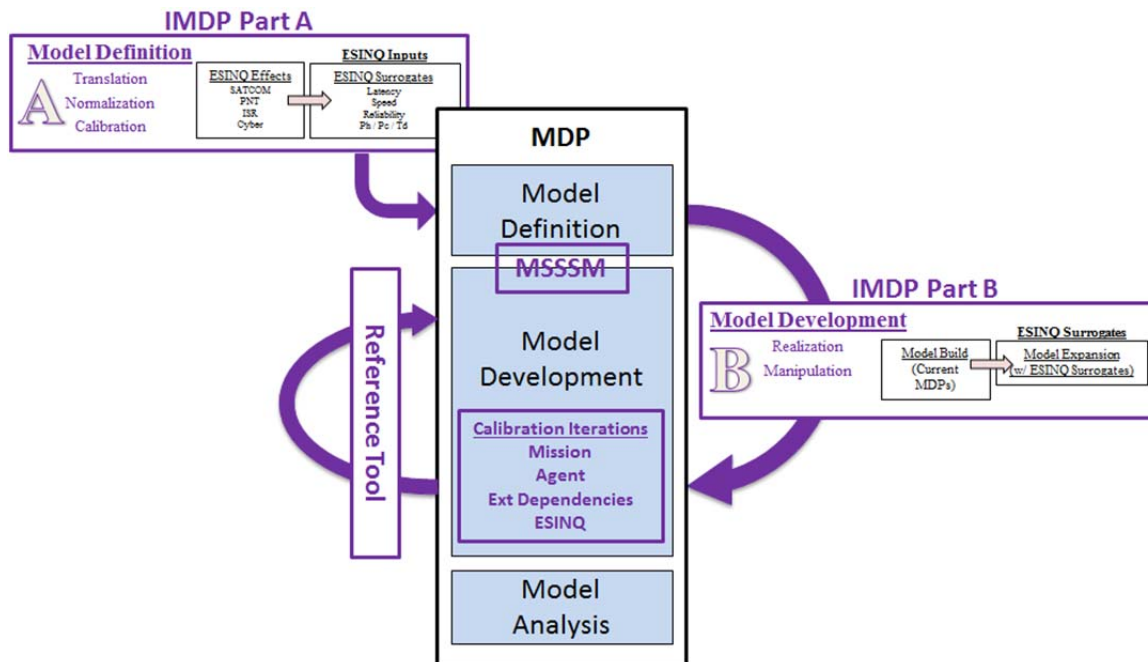 IMDP Part A
Model Definition
A
Translation
Normalization
Calibration
ESINQ Effects
SATCOM
PNT
ISR
Cyber
ESINQ Inputs
ESINQ Surrogates
Latency
Speed
Reliability
Ph / Pc / Td
MDP
Model
Definition
MSSSM
Model
Development
Calibration Iterations
Mission
Agent
Ext Dependencies
ESINQ
Model
Analysis
Reference Tool
IMDP Part B
Model Development
B
Realization
Manipulation
Model Build
(Current
MDPs)
ESINQ Surrogates
Model Expansion
(w/ ESINQ Surrogates)